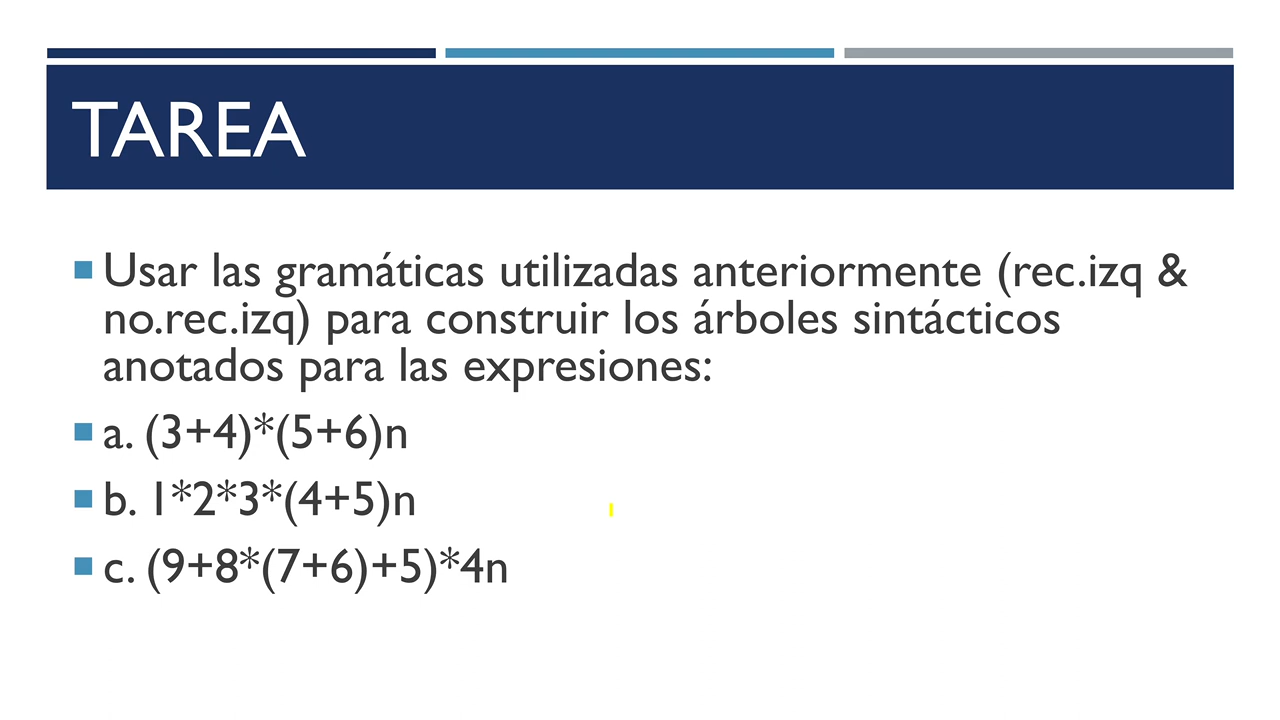 TAREA
Usar las gramáticas utilizadas anteriormente (rec.izq &
no.rec.izq) para construir los árboles sintácticos
anotados para las expresiones:
a. (3+4)*(5+6)n
b. 1*2*3*(4+5)n
c. (9+8*(7+6)+5)*4n